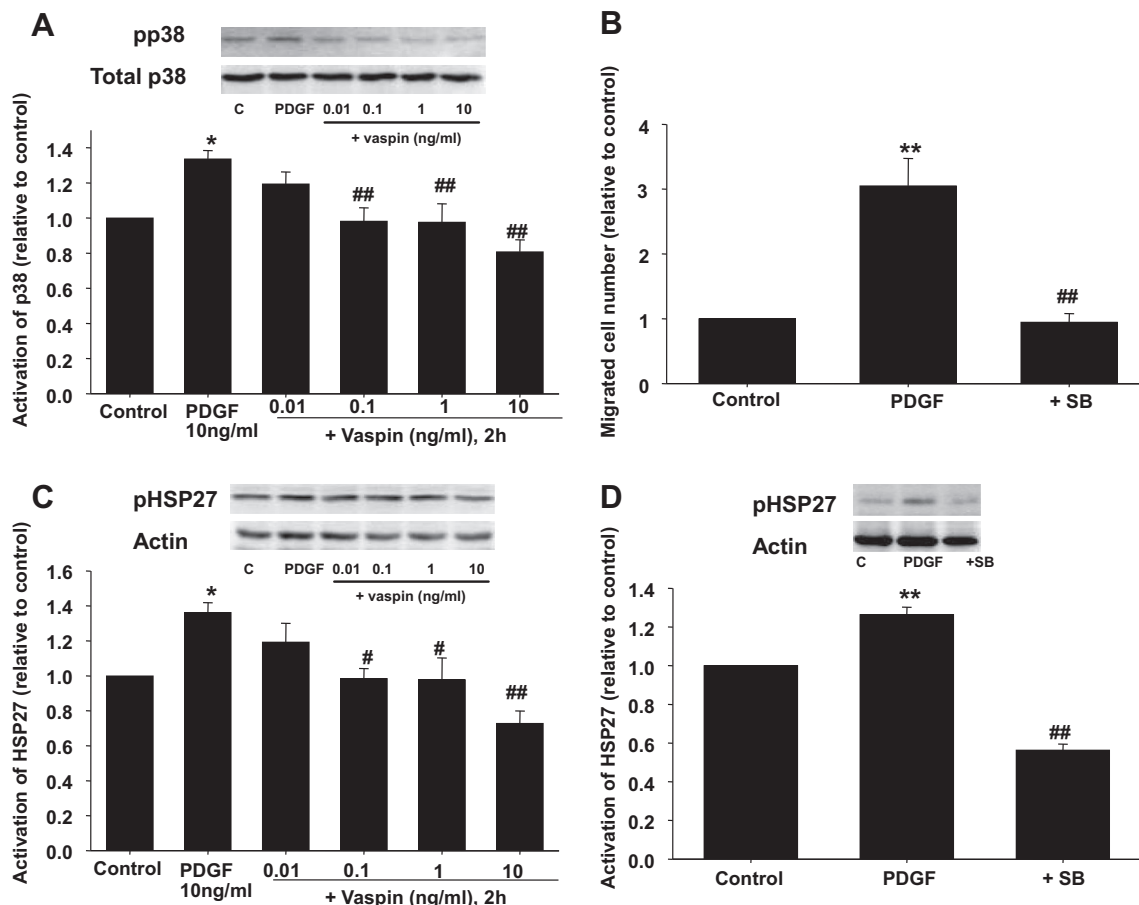 A
pp38
Total p38
C PDGF 0.01 0.1 1 10
+ vaspin (ng/ml)
Activation of p38 (relative to control)
1.4
1.2
1.0
0.8
0.6
0.4
0.2
0.0
*
##
##
##
Control PDGF 10ng/ml 0.01 0.1 1 10
+ Vaspin (ng/ml), 2h
B
Migrated cell number (relative to control)
4
3
2
1
0
**
##
Control PDGF + SB
C
pHSP27
Actin
C PDGF 0.01 0.1 1 10
+ vaspin (ng/ml)
Activation of HSP27 (relative to control)
1.6
1.4
1.2
1.0
0.8
0.6
0.4
0.2
0.0
*
#
#
##
Control PDGF 10ng/ml 0.01 0.1 1 10
+ Vaspin (ng/ml), 2h
D
pHSP27
Actin
C PDGF +SB
Activation of HSP27 (relative to control)
1.4
1.2
1.0
0.8
0.6
0.4
0.2
0.0
**
##
Control PDGF + SB